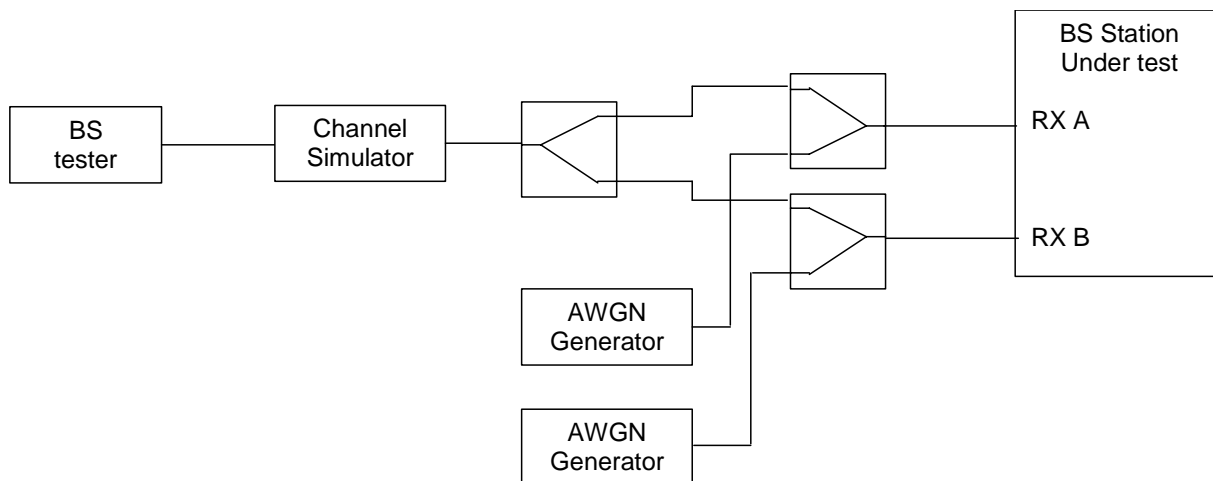 BS Station
Under test
BS
tester
Channel
Simulator
RX A
RX B
AWGN
Generator
AWGN
Generator